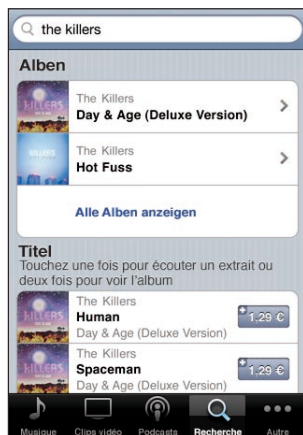 the killers
Alben
The Killers
Day & Age (Deluxe Version)
The Killers
Hot Fuss
Alle Alben anzeigen
Titel
Touchez une fois pour écouter un extrait ou
deux fois pour voir l'album
The Killers
Human
Day & Age (Deluxe Version)
1,29 €
The Killers
Spaceman
Day & Age (Deluxe Version)
1,29 €
Musique Clips vidéo Podcasts Recherche Autre